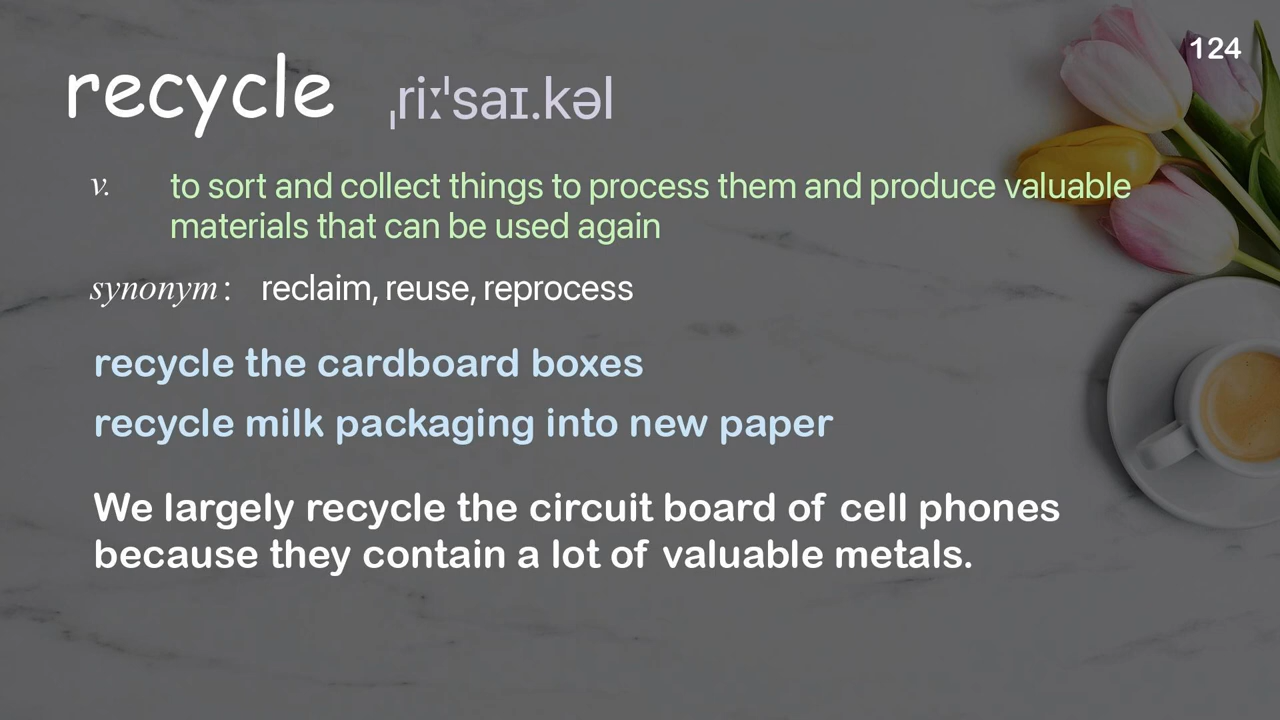 124
recycle ˌriːˈsaɪ.kəl
v. to sort and collect things to process them and produce valuable
materials that can be used again
synonym: reclaim, reuse, reprocess
recycle the cardboard boxes
recycle milk packaging into new paper
We largely recycle the circuit board of cell phones
because they contain a lot of valuable metals.